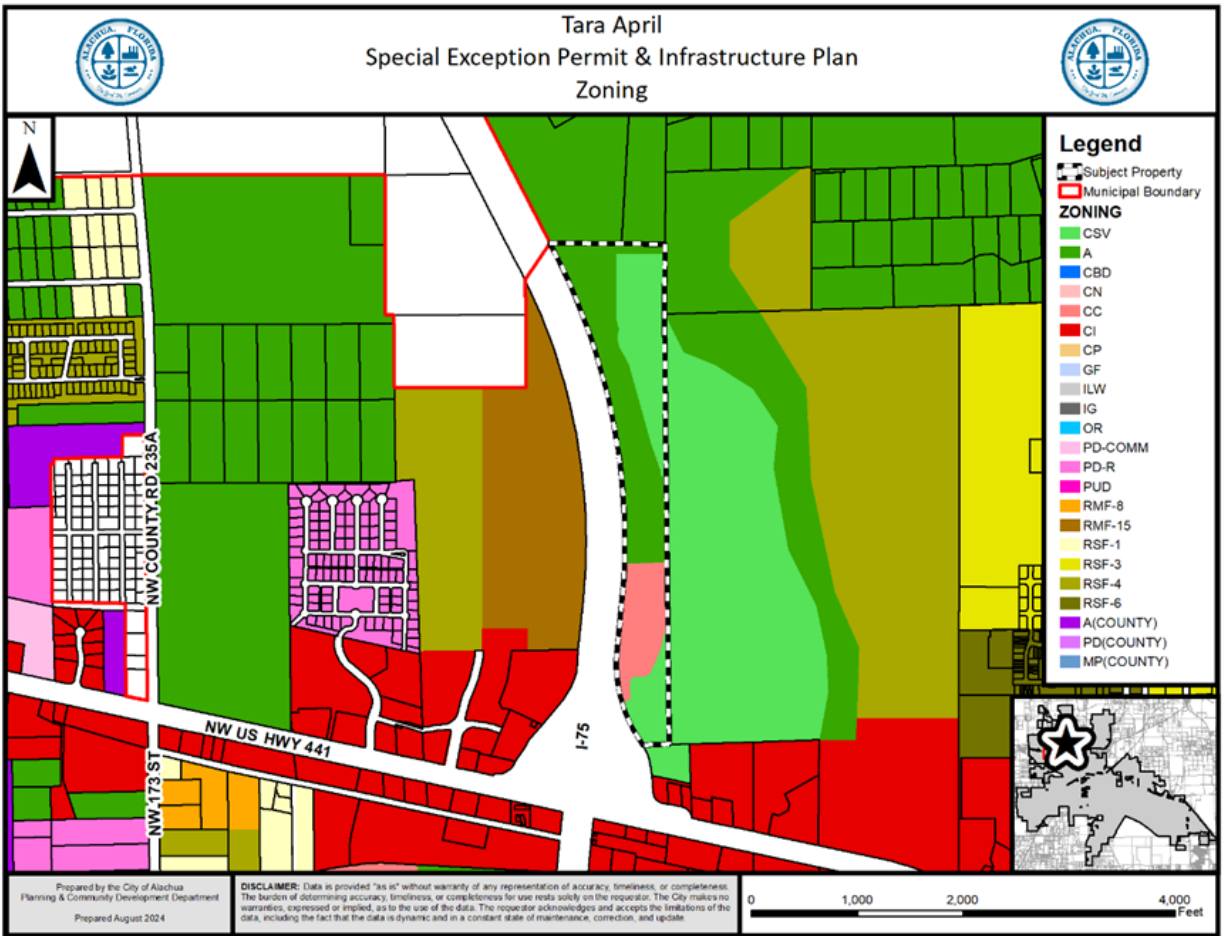 Tara April
Special Exception Permit & Infrastructure Plan
Zoning
ALACHUA, FLORIDA
ALACHUA, FLORIDA
N
Legend
Subject Property
Municipal Boundary
ZONING
CSV
A
CBD
CN
CC
CI
CP
GF
ILW
IG
OR
PD-COMM
PD-R
PUD
RMF-8
RMF-15
RSF-1
RSF-3
RSF-4
RSF-6
A(COUNTY)
PD(COUNTY)
MP(COUNTY)
NW COUNTY RD 235A
NW US HWY 441
I-75
NW 173 ST
Prepared by the City of Alachua
Planning & Community Development Department
Prepared August 2024
DISCLAIMER: Data is provided "as is" without warranty of any representation of accuracy, timeliness, or completeness.
The burden of determining accuracy, timeliness, or completeness for use rests solely on the requestor. The City makes no
warranties, expressed or implied, as to the use of the data. The requestor acknowledges and accepts the limitations of the
data, including the fact that the data is dynamic and in a constant state of maintenance, correction, and update.
0 1,000 2,000 4,000
Feet